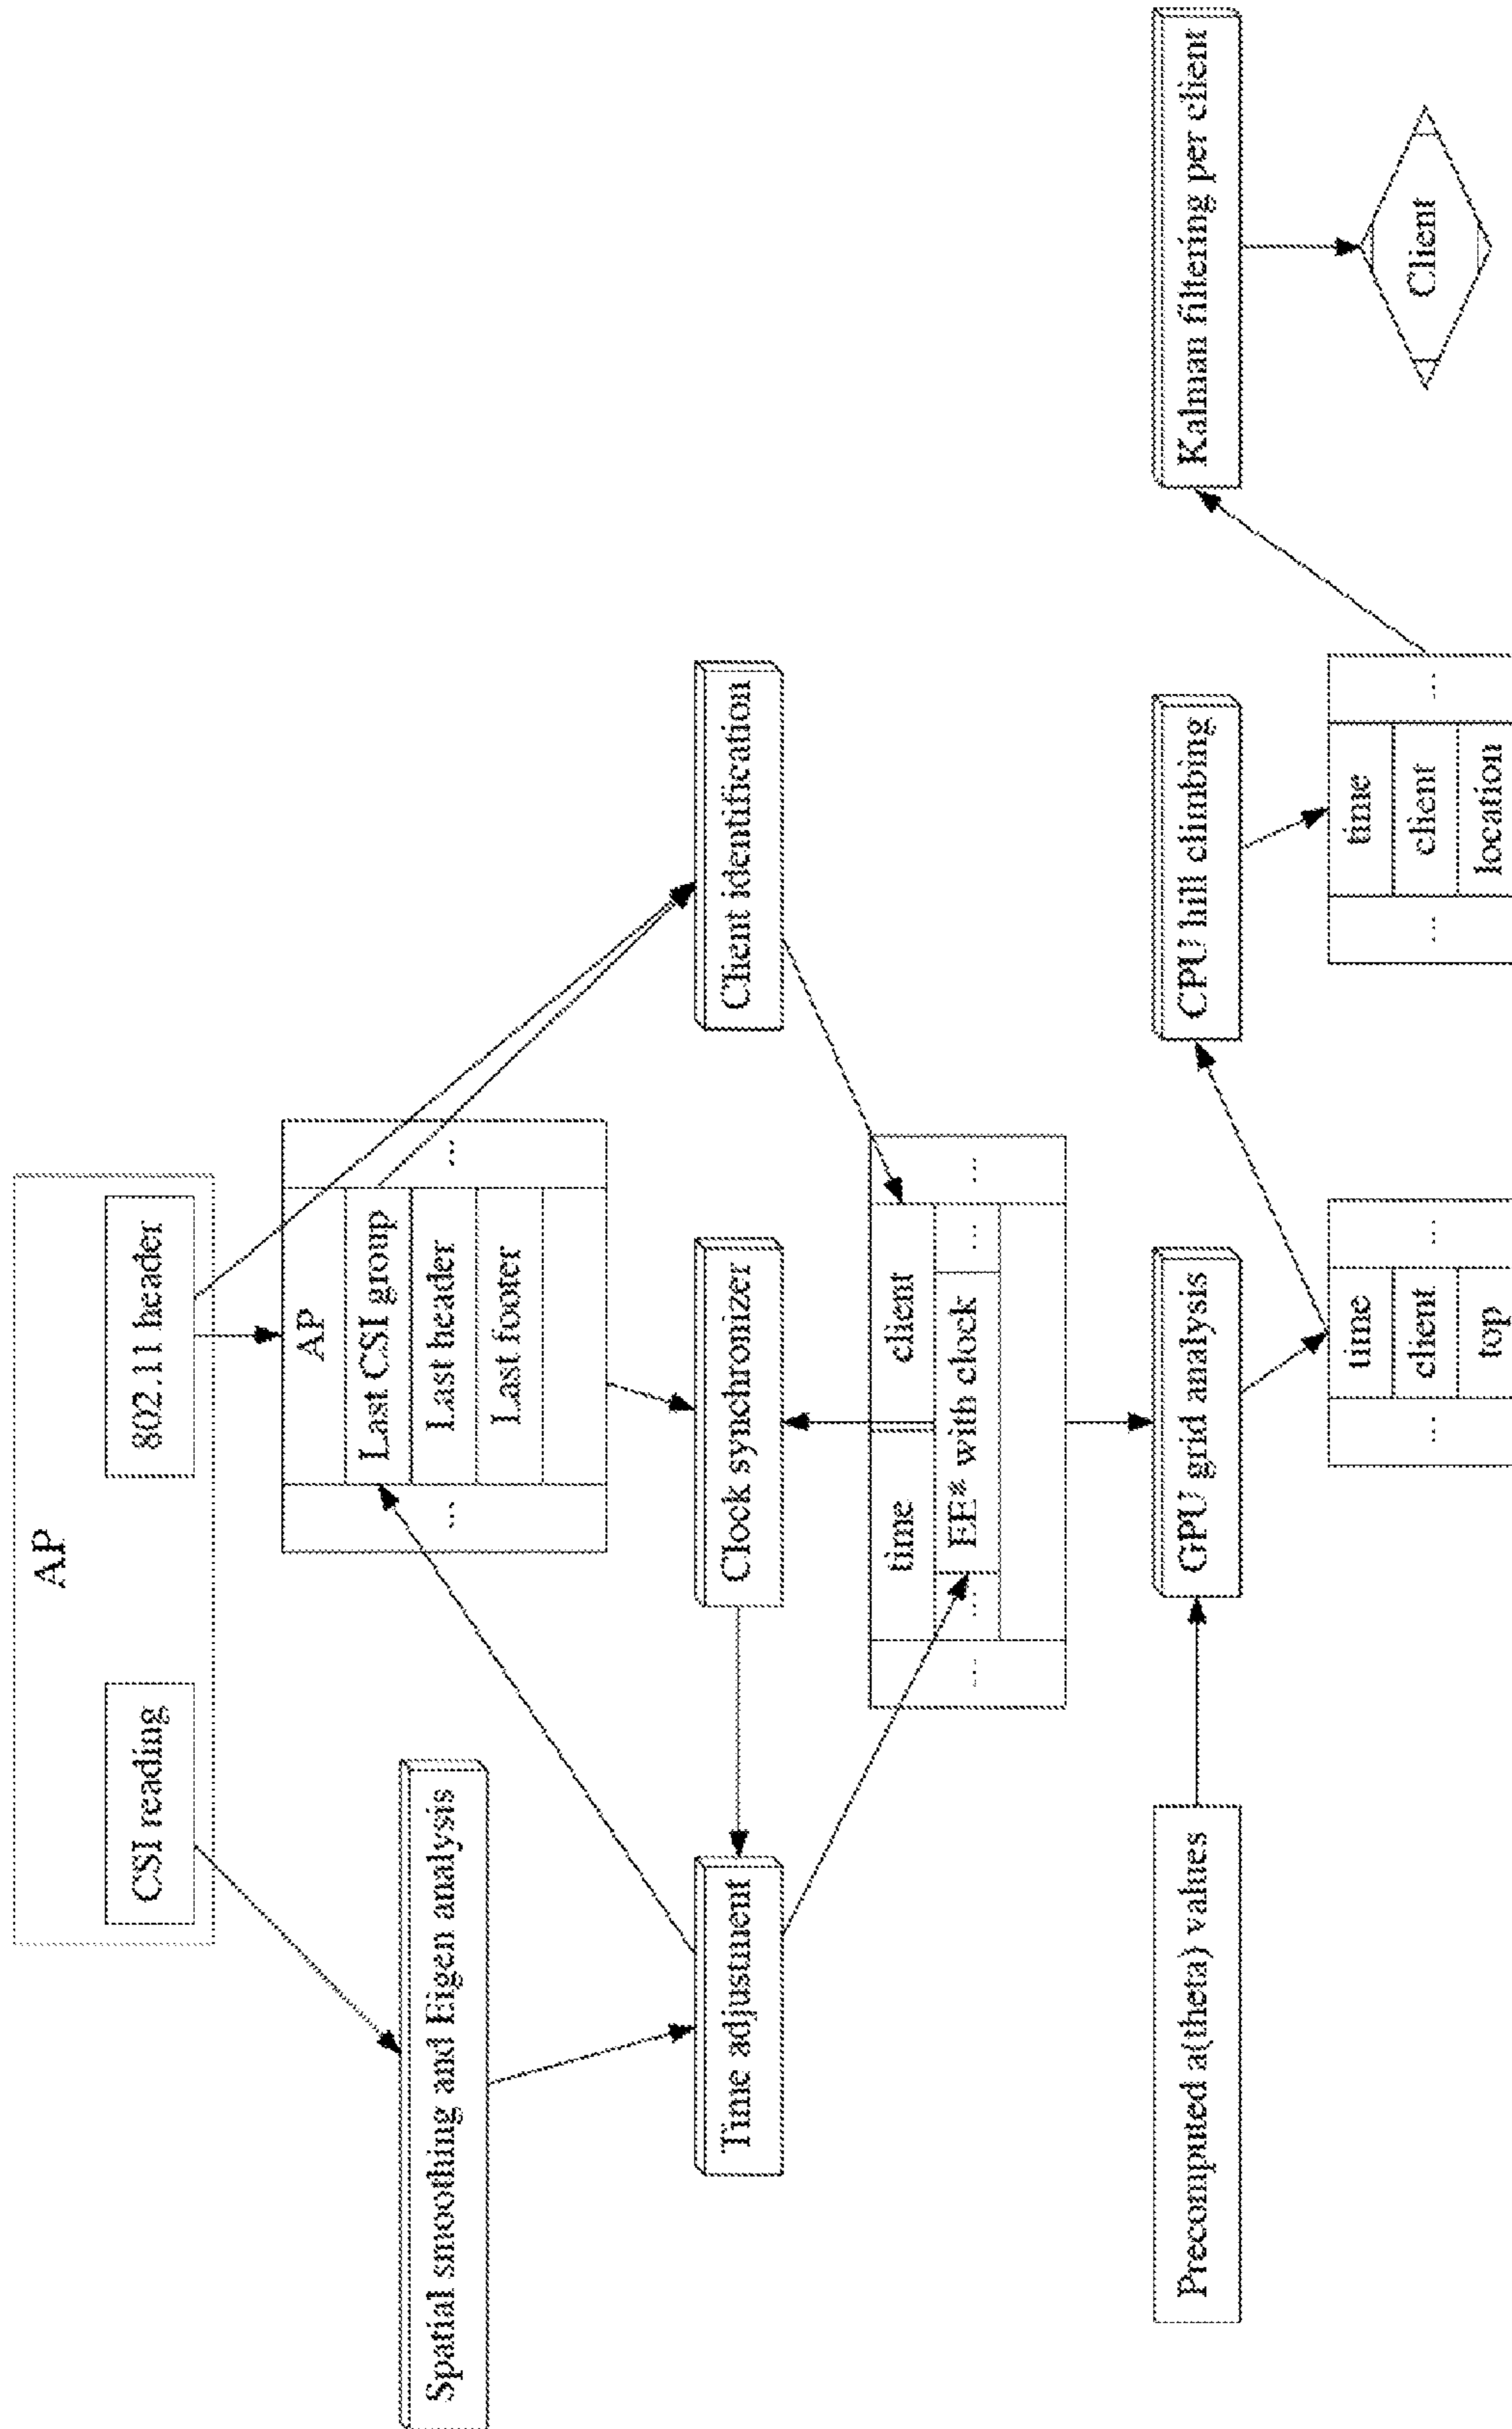 AP
CSI reading
802.11 header
Spatial smoothing and Eigen analysis
...
AP
Last CSI group
Last header
Last footer
...
Time adjustment
Clock synchronizer
Client identification
...
time
client
...
EE* with clock
...
...
Precomputed a(theta) values
GPU grid analysis
CPU hill climbing
Kalman filtering per client
...
time
client
top
...
...
time
client
location
...
Client